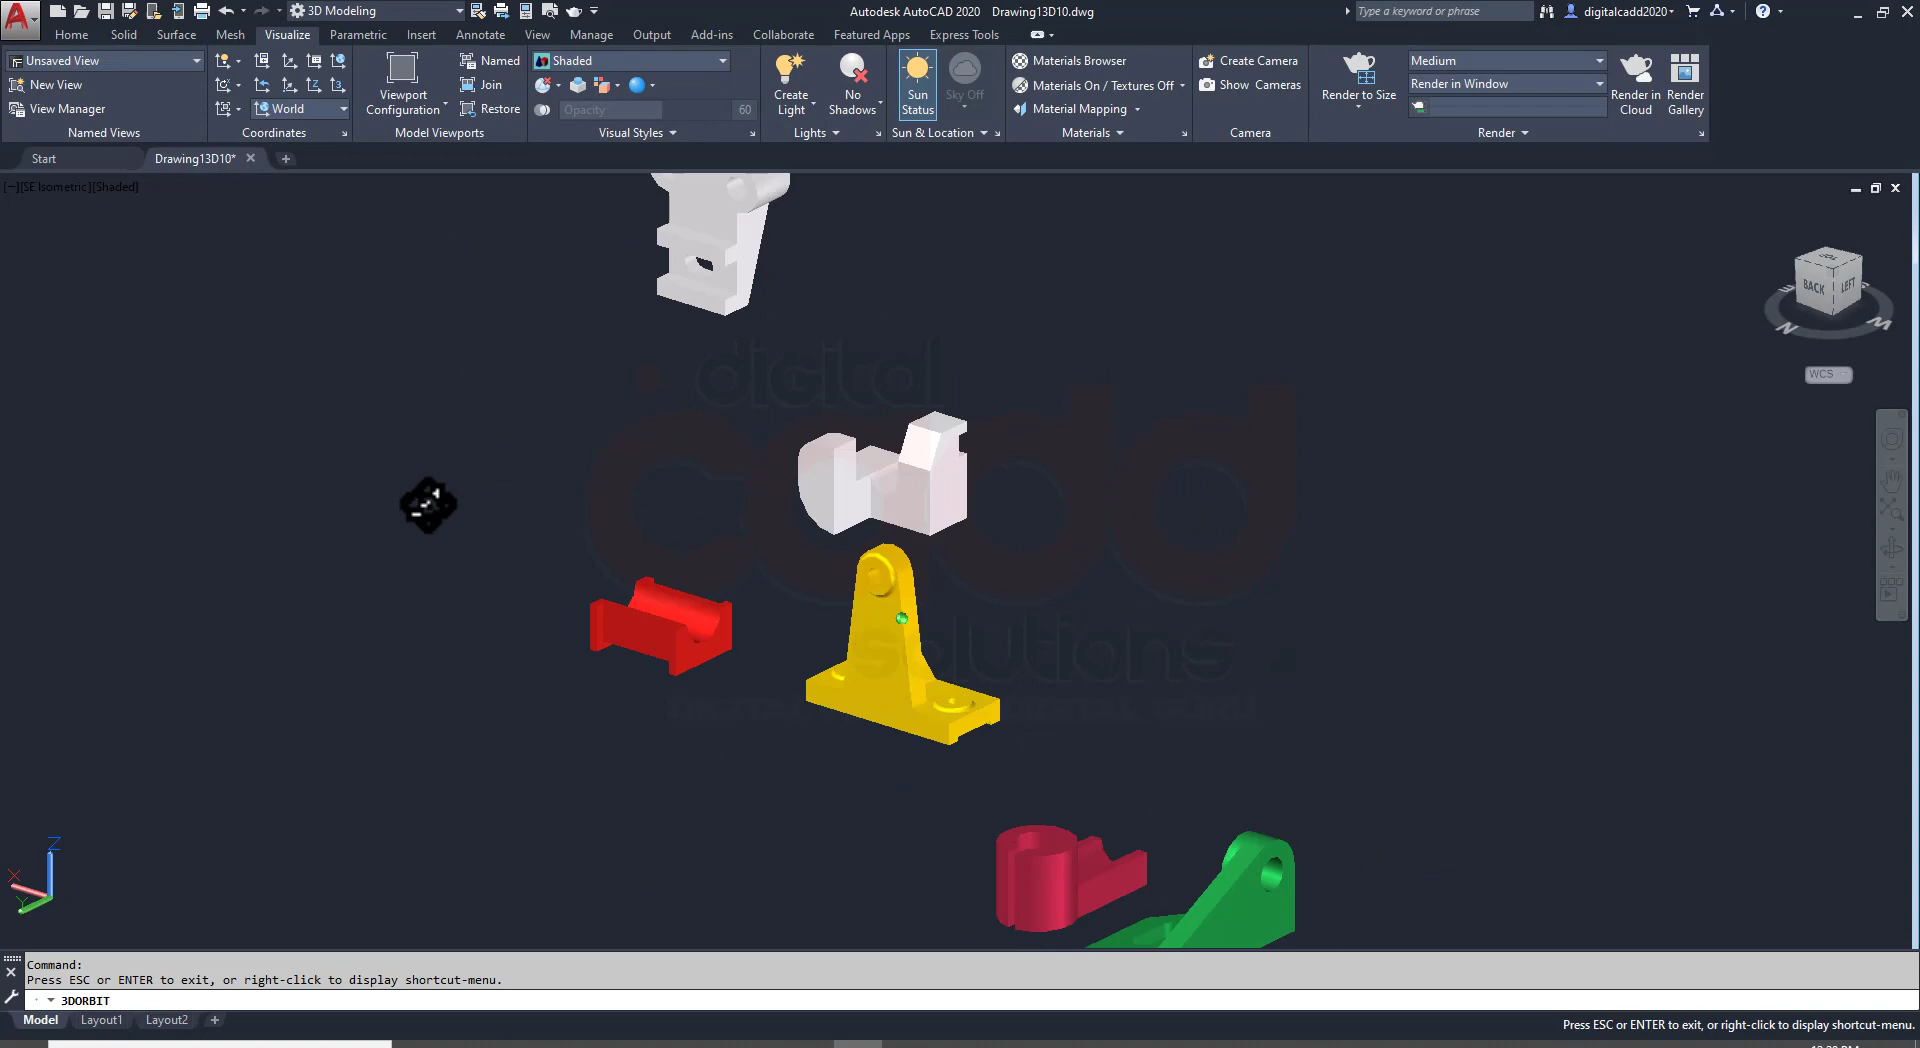 3D Modeling
Autodesk AutoCAD 2020 Drawing13D10.dwg
Type a keyword or phrase
digitalcadd2020
Home Solid Surface Mesh Visualize Parametric Insert Annotate View Manage Output Add-ins Collaborate Featured Apps Express Tools
Unsaved View
New View
View Manager
Named Views
World
Coordinates
Viewport
Configuration
Named
Join
Restore
Model Viewports
Shaded
Opacity 60
Visual Styles
Create
Light
No
Shadows
Lights
Sun
Status
Sky Off
Sun & Location
Materials Browser
Materials On / Textures Off
Material Mapping
Materials
Create Camera
Show Cameras
Camera
Render to Size
Medium
Render in Window
Render in
Cloud
Render
Gallery
Render
Start Drawing13D10*
[−][SE Isometric][Shaded]
TOP
BACK LEFT
N
WCS
digital
cadd
solutions
Z
X
Y
Command:
Press ESC or ENTER to exit, or right-click to display shortcut-menu.
3DORBIT
Model Layout1 Layout2
Press ESC or ENTER to exit, or right-click to display shortcut-menu.